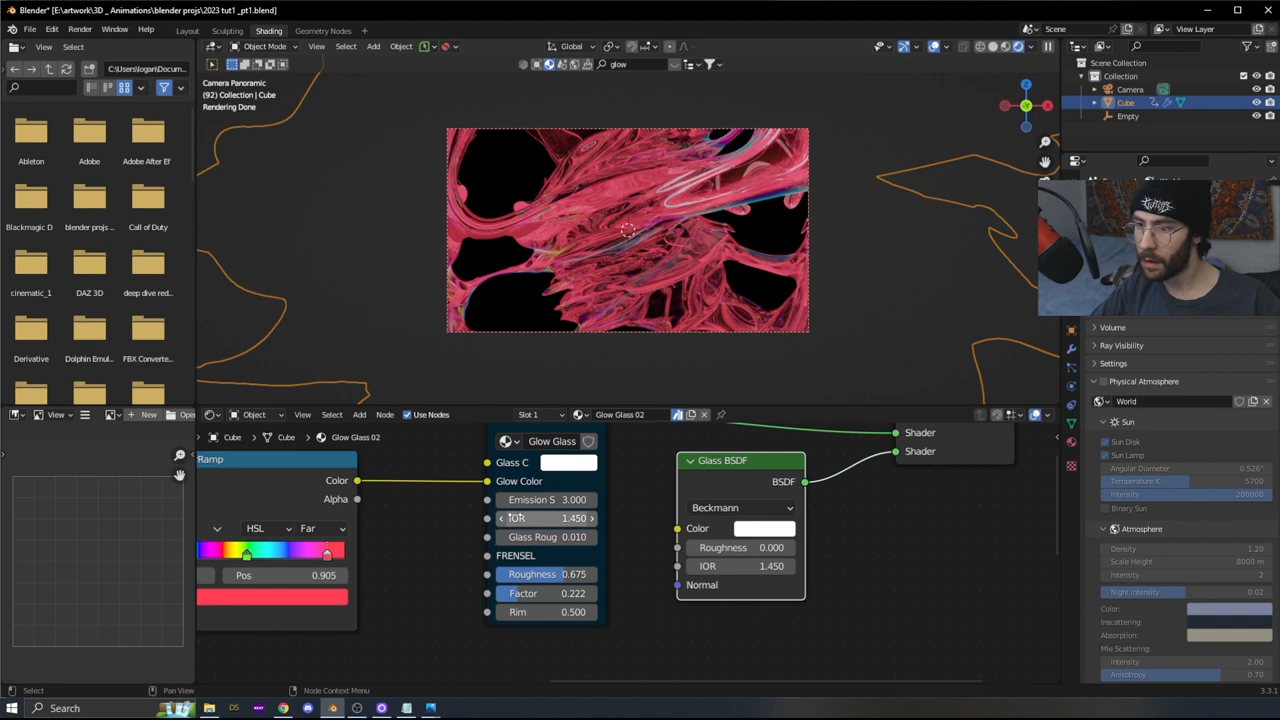 Blender* [E:\artwork\3D _ Animations\blender projs\2023 tut1 _pt1.blend]
File Edit Render Window Help Layout Sculpting Shading Geometry Nodes Scene View Layer
View Select Object Mode View Select Add Object Global
C:\Users\logan\Docum... glow
Scene Collection
Collection
Camera
Cube
Empty
Camera Panoramic
(92) Collection | Cube
Rendering Done
Ableton Adobe Adobe After Ef
Blackmagic D blender projs ... Call of Duty
cinematic_1 DAZ 3D deep dive red...
Derivative Dolphin Emul... FBX Converte...
Volume
Ray Visibility
Settings
Physical Atmosphere
World
Sun
Sun Disk
Sun Lamp
Angular Diameter 0.526°
Temperature K 5700
Intensity 200000
Binary Sun
Atmosphere
Density 1.20
Scale Height 8000 m
Intensity 2
Night Intensity 0.02
Color:
Inscattering:
Absorption:
Mie Scattering:
Intensity 2.00
Anisotropy 0.70
View New Open Object View Select Add Node Use Nodes Slot 1 Glow Glass 02
Cube Cube Glow Glass 02
Ramp
Color
Alpha
HSL Far
Pos 0.905
Glow Glass
Glass C
Glow Color
Emission S 3.000
IOR 1.450
Glass Roug 0.010
FRENSEL
Roughness 0.675
Factor 0.222
Rim 0.500
Glass BSDF
BSDF
Beckmann
Color
Roughness 0.000
IOR 1.450
Normal
Shader
Shader
Select Pan View Node Context Menu 3.3.1
Search